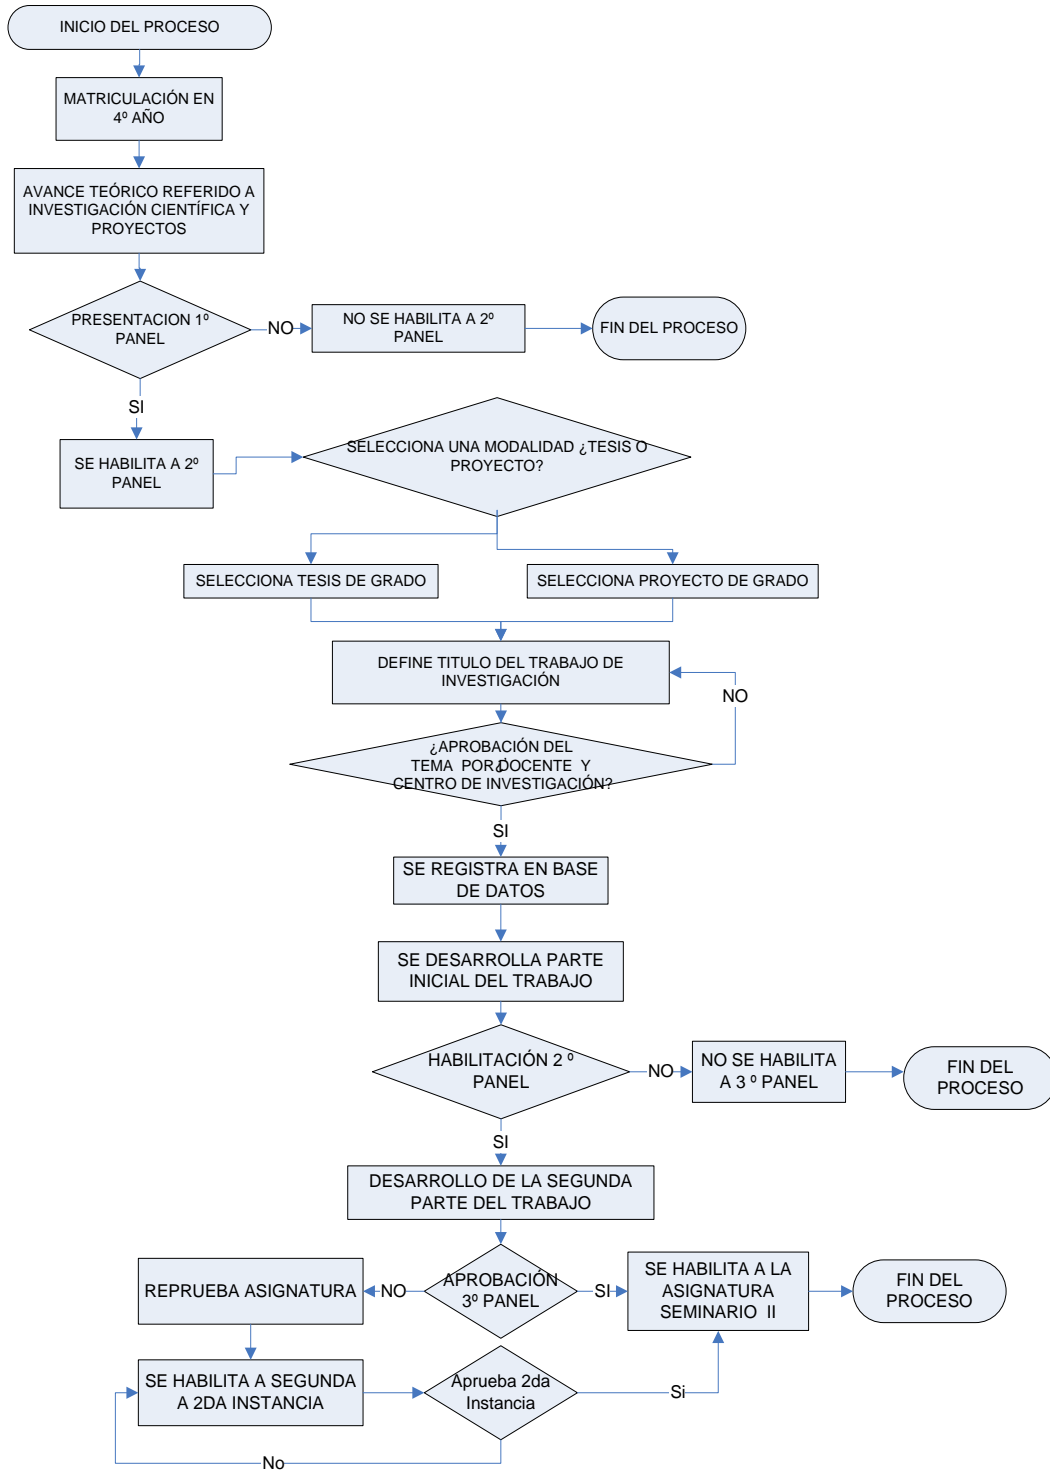 INICIO DEL PROCESO
MATRICULACIÓN EN
4º AÑO
AVANCE TEÓRICO REFERIDO A
INVESTIGACIÓN CIENTÍFICA Y
PROYECTOS
PRESENTACION 1º
PANEL
NO
NO SE HABILITA A 2º
PANEL
FIN DEL PROCESO
SI
SE HABILITA A 2º
PANEL
SELECCIONA UNA MODALIDAD ¿TESIS O
PROYECTO?
SELECCIONA TESIS DE GRADO
SELECCIONA PROYECTO DE GRADO
DEFINE TITULO DEL TRABAJO DE
INVESTIGACIÓN
NO
¿APROBACIÓN DEL
TEMA POR DOCENTE Y
CENTRO DE INVESTIGACIÓN?
SI
SE REGISTRA EN BASE
DE DATOS
SE DESARROLLA PARTE
INICIAL DEL TRABAJO
HABILITACIÓN 2 º
PANEL
NO
NO SE HABILITA
A 3 º PANEL
FIN DEL
PROCESO
SI
DESARROLLO DE LA SEGUNDA
PARTE DEL TRABAJO
REPRUEBA ASIGNATURA
NO
APROBACIÓN
3º PANEL
SI
SE HABILITA A LA
ASIGNATURA
SEMINARIO II
FIN DEL
PROCESO
SE HABILITA A SEGUNDA
A 2DA INSTANCIA
Aprueba 2da
Instancia
Si
No